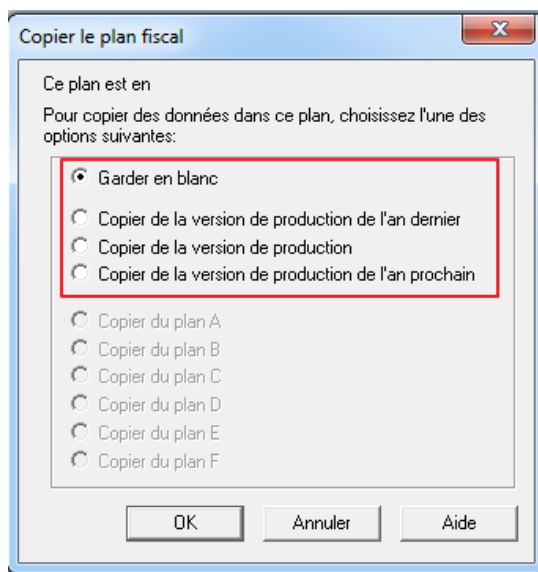 Copier le plan fiscal
Ce plan est en
Pour copier des données dans ce plan, choisissez l'une des
options suivantes:
Garder en blanc
Copier de la version de production de l'an dernier
Copier de la version de production
Copier de la version de production de l'an prochain
Copier du plan A
Copier du plan B
Copier du plan C
Copier du plan D
Copier du plan E
Copier du plan F
OK Annuler Aide